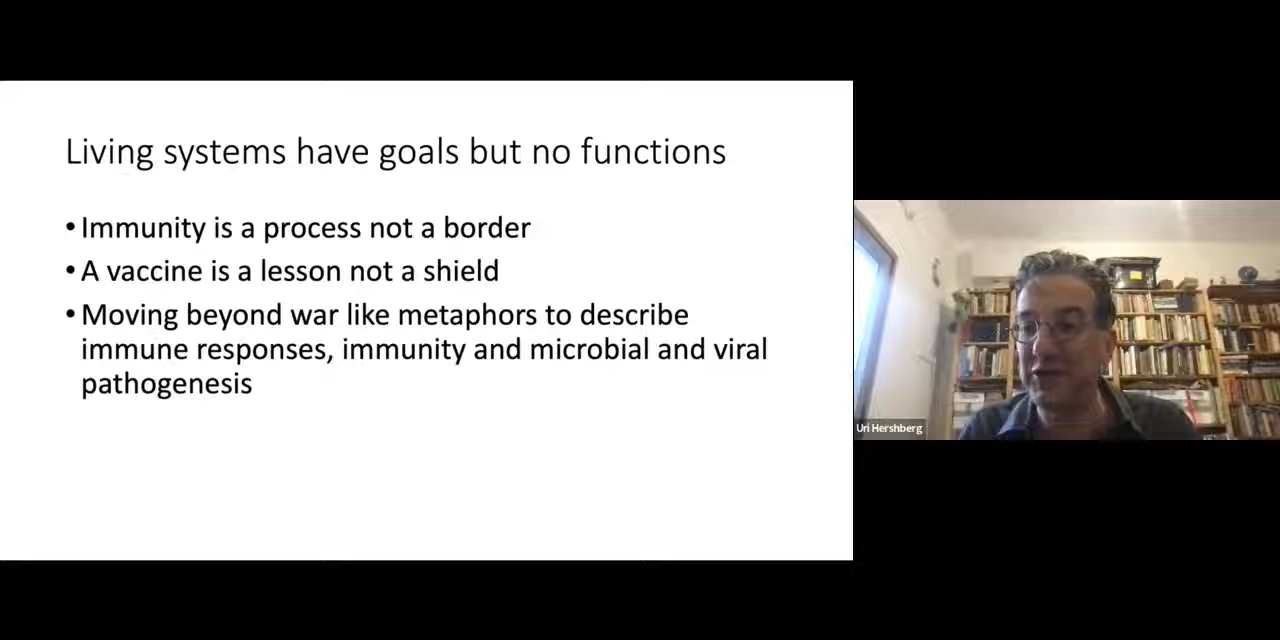 Living systems have goals but no functions
• Immunity is a process not a border
• A vaccine is a lesson not a shield
• Moving beyond war like metaphors to describe
immune responses, immunity and microbial and viral
pathogenesis
Uri Hershberg